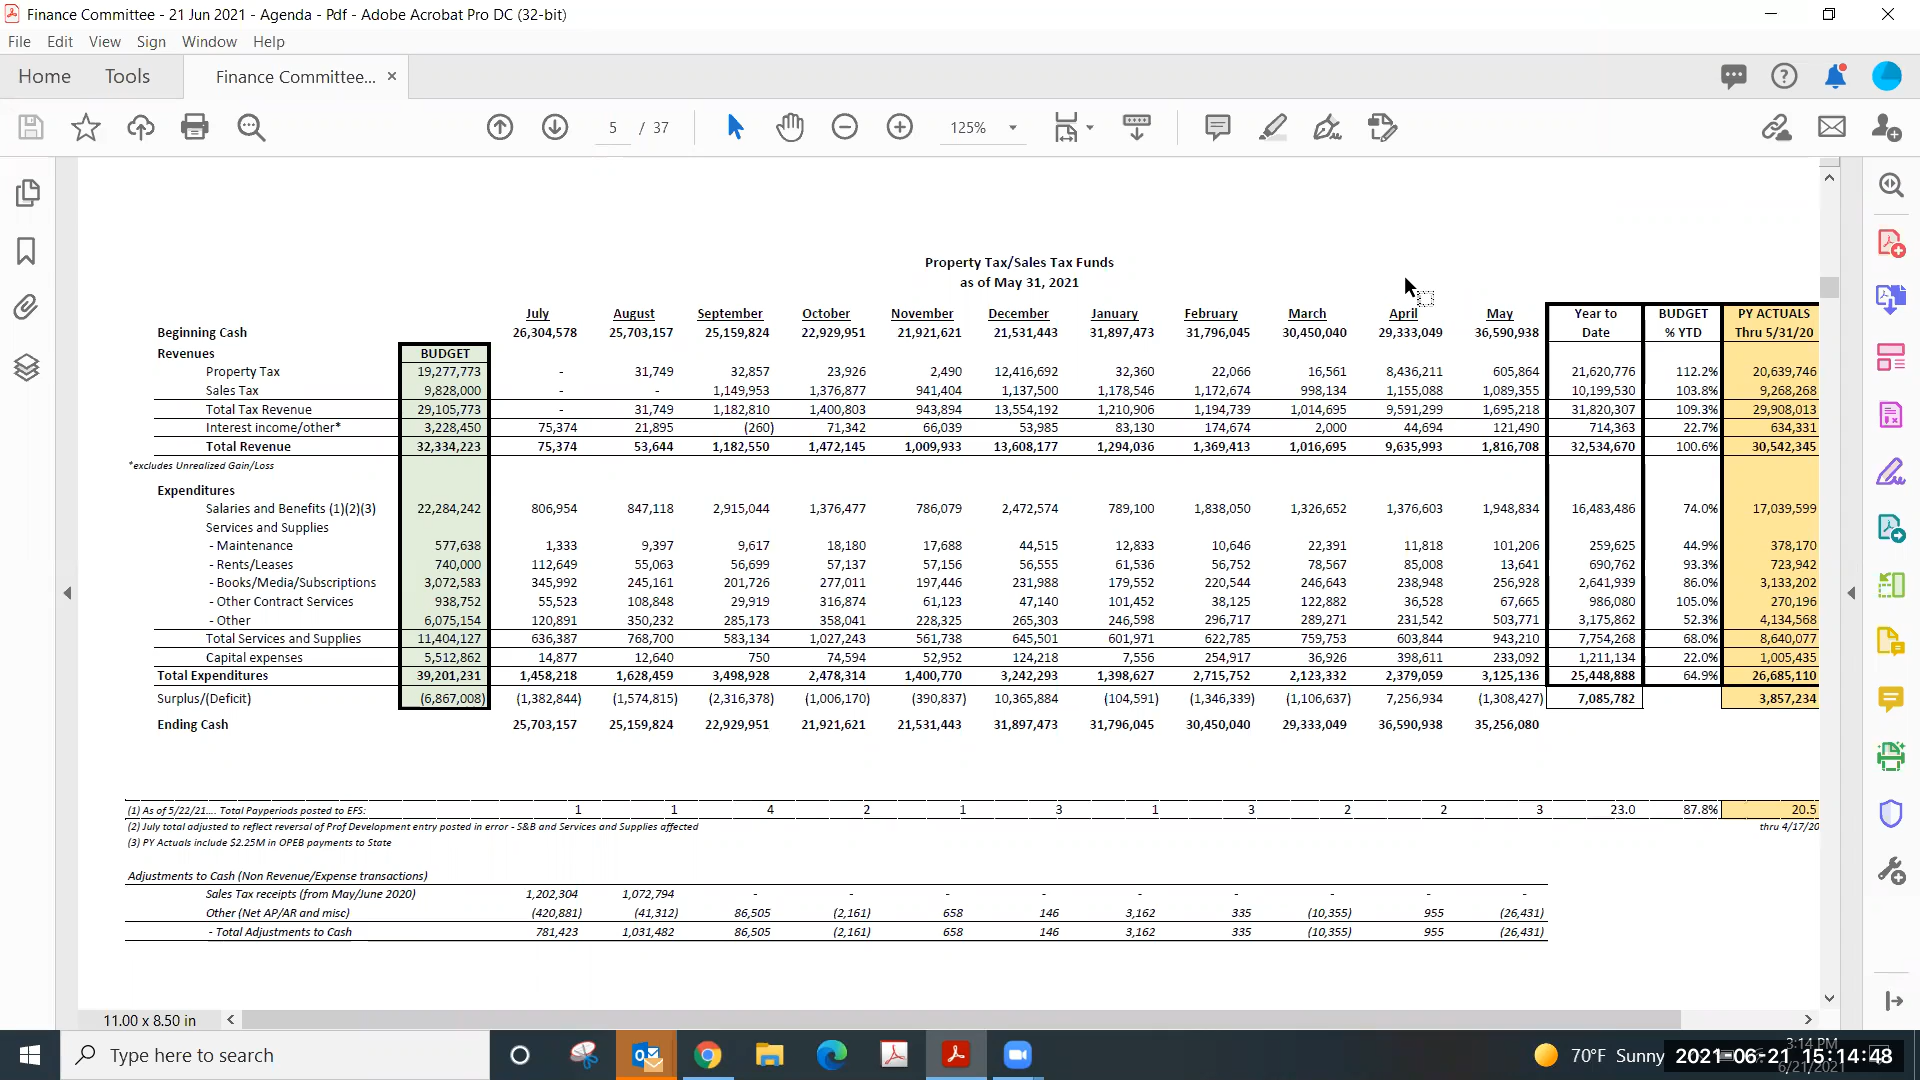 Finance Committee - 21 Jun 2021 - Agenda - Pdf - Adobe Acrobat Pro DC (32-bit)
File Edit View Sign Window Help
Home Tools Finance Committee... ×
5 / 37 125%
Property Tax/Sales Tax Funds
as of May 31, 2021
July August September October November December January February March April May Year to BUDGET PY ACTUALS
Beginning Cash 26,304,578 25,703,157 25,159,824 22,929,951 21,921,621 21,531,443 31,897,473 31,796,045 30,450,040 29,333,049 36,590,938 Date % YTD Thru 5/31/20
Revenues BUDGET
Property Tax 19,277,773 - 31,749 32,857 23,926 2,490 12,416,692 32,360 22,066 16,561 8,436,211 605,864 21,620,776 112.2% 20,639,746
Sales Tax 9,828,000 - - 1,149,953 1,376,877 941,404 1,137,500 1,178,546 1,172,674 998,134 1,155,088 1,089,355 10,199,530 103.8% 9,268,268
Total Tax Revenue 29,105,773 - 31,749 1,182,810 1,400,803 943,894 13,554,192 1,210,906 1,194,739 1,014,695 9,591,299 1,695,218 31,820,307 109.3% 29,908,013
Interest income/other* 3,228,450 75,374 21,895 (260) 71,342 66,039 53,985 83,130 174,674 2,000 44,694 121,490 714,363 22.7% 634,331
Total Revenue 32,334,223 75,374 53,644 1,182,550 1,472,145 1,009,933 13,608,177 1,294,036 1,369,413 1,016,695 9,635,993 1,816,708 32,534,670 100.6% 30,542,345
*excludes Unrealized Gain/Loss
Expenditures
Salaries and Benefits (1)(2)(3) 22,284,242 806,954 847,118 2,915,044 1,376,477 786,079 2,472,574 789,100 1,838,050 1,326,652 1,376,603 1,948,834 16,483,486 74.0% 17,039,599
Services and Supplies
- Maintenance 577,638 1,333 9,397 9,617 18,180 17,688 44,515 12,833 10,646 22,391 11,818 101,206 259,625 44.9% 378,170
- Rents/Leases 740,000 112,649 55,063 56,699 57,137 57,156 56,555 61,536 56,752 78,567 85,008 13,641 690,762 93.3% 723,942
- Books/Media/Subscriptions 3,072,583 345,992 245,161 201,726 277,011 197,446 231,988 179,552 220,544 246,643 238,948 256,928 2,641,939 86.0% 3,133,202
- Other Contract Services 938,752 55,523 108,848 29,919 316,874 61,123 47,140 101,452 38,125 122,882 36,528 67,665 986,080 105.0% 270,196
- Other 6,075,154 120,891 350,232 285,173 358,041 228,325 265,303 246,598 296,717 289,271 231,542 503,771 3,175,862 52.3% 4,134,568
Total Services and Supplies 11,404,127 636,387 768,700 583,134 1,027,243 561,738 645,501 601,971 622,785 759,753 603,844 943,210 7,754,268 68.0% 8,640,077
Capital expenses 5,512,862 14,877 12,640 750 74,594 52,952 124,218 7,556 254,917 36,926 398,611 233,092 1,211,134 22.0% 1,005,435
Total Expenditures 39,201,231 1,458,218 1,628,459 3,498,928 2,478,314 1,400,770 3,242,293 1,398,627 2,715,752 2,123,332 2,379,059 3,125,136 25,448,888 64.9% 26,685,110
Surplus/(Deficit) (6,867,008) (1,382,844) (1,574,815) (2,316,378) (1,006,170) (390,837) 10,365,884 (104,591) (1,346,339) (1,106,637) 7,256,934 (1,308,427) 7,085,782 3,857,234
Ending Cash 25,703,157 25,159,824 22,929,951 21,921,621 21,531,443 31,897,473 31,796,045 30,450,040 29,333,049 36,590,938 35,256,080
(1) As of 5/22/21.... Total Payperiods posted to EFS: 1 1 4 2 1 3 1 3 2 2 3 23.0 87.8% 20.5
(2) July total adjusted to reflect reversal of Prof Development entry posted in error - S&B and Services and Supplies affected thru 4/17/20
(3) PY Actuals include $2.25M in OPEB payments to State
Adjustments to Cash (Non Revenue/Expense transactions)
Sales Tax receipts (from May/June 2020) 1,202,304 1,072,794 - - - - - - - - -
Other (Net AP/AR and misc) (420,881) (41,312) 86,505 (2,161) 658 146 3,162 335 (10,355) 955 (26,431)
- Total Adjustments to Cash 781,423 1,031,482 86,505 (2,161) 658 146 3,162 335 (10,355) 955 (26,431)
11.00 x 8.50 in
Type here to search
70°F Sunny 2021-06-21 15:14:48
3:14 PM
6/21/2021